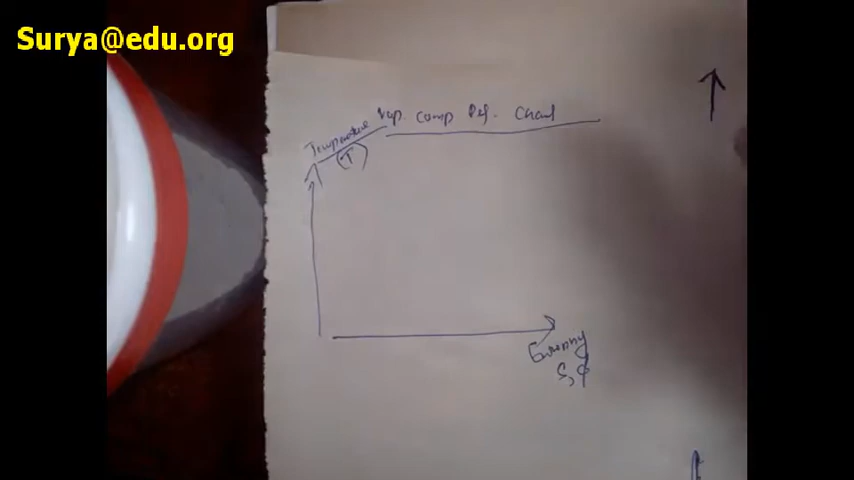 Surya@edu.org
Vap. Comp Ref. Chart
Temperature
(T)
Entropy
S, φ